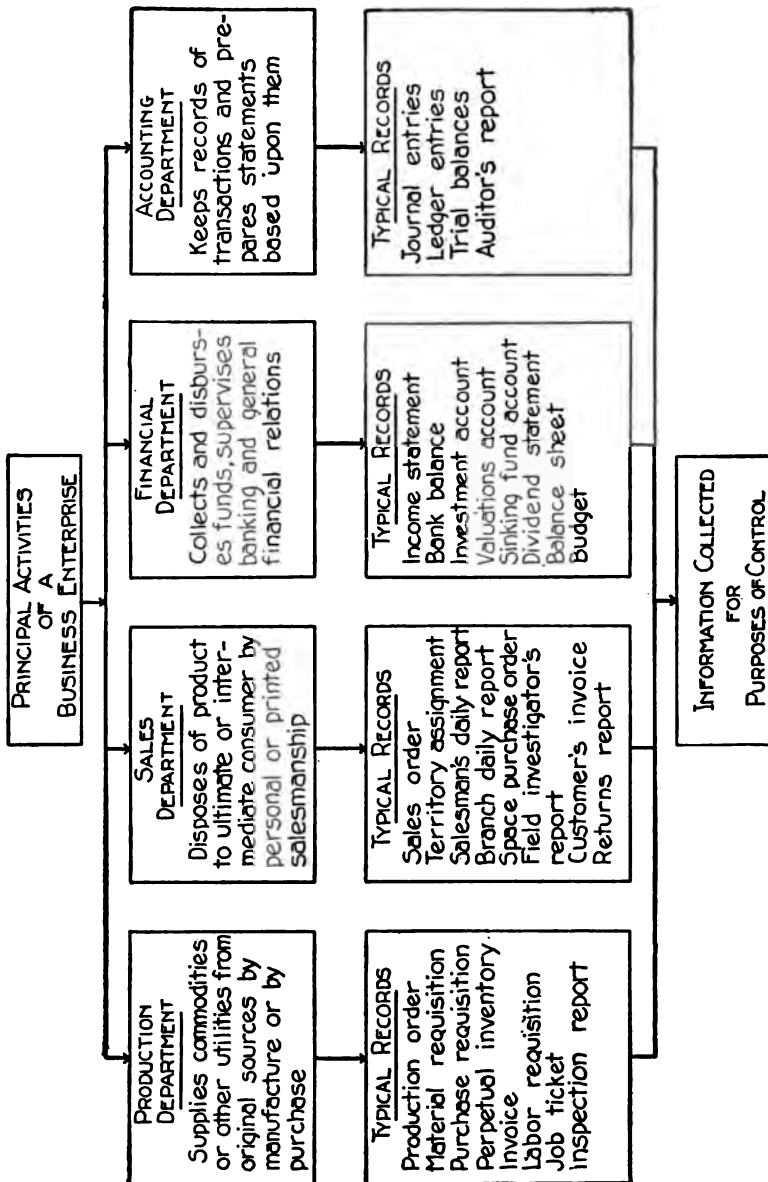 PRINCIPAL ACTIVITIES
OF A
BUSINESS ENTERPRISE
PRODUCTION
DEPARTMENT
Supplies commodities
or other utilities from
original sources by
manufacture or by
purchase
SALES
DEPARTMENT
Disposes of product
to ultimate or inter-
mediate consumer by
personal or printed
salesmanship
FINANCIAL
DEPARTMENT
Collects and disburs-
es funds, supervises
banking and general
financial relations
ACCOUNTING
DEPARTMENT
Keeps records of
transactions and pre-
pares statements
based upon them
TYPICAL RECORDS
Production order
Material requisition
Purchase requisition
Perpetual inventory
Invoice
Labor requisition
Job ticket
Inspection report
TYPICAL RECORDS
Sales order
Territory assignment
Salesman's daily report
Branch daily report
Space purchase order
Field investigator's
report
Customer's invoice
Returns report
TYPICAL RECORDS
Income statement
Bank balance
Investment account
Valuations account
Sinking fund account
Dividend statement
Balance sheet
Budget
TYPICAL RECORDS
Journal entries
Ledger entries
Trial balances
Auditor's report
INFORMATION COLLECTED
FOR
PURPOSES OF CONTROL